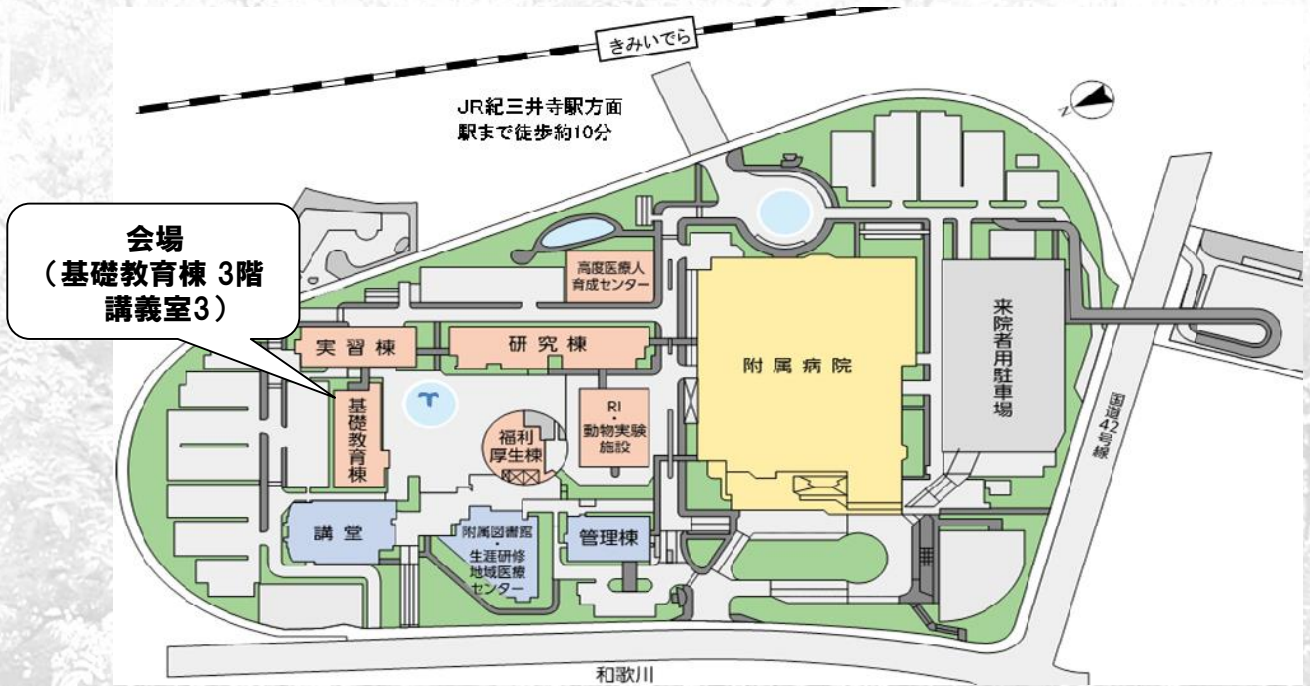 きみいでら
JR紀三井寺駅方面
駅まで徒歩約10分
N
会場
（基礎教育棟 3階
講義室3）
高度医療人
育成センター
実習棟
研究棟
附属病院
来院者用駐車場
国道42号線
基礎教育棟
福利
厚生棟
RI
・
動物実験
施設
講堂
附属図書館
・
生涯研修
地域医療
センター
管理棟
和歌川